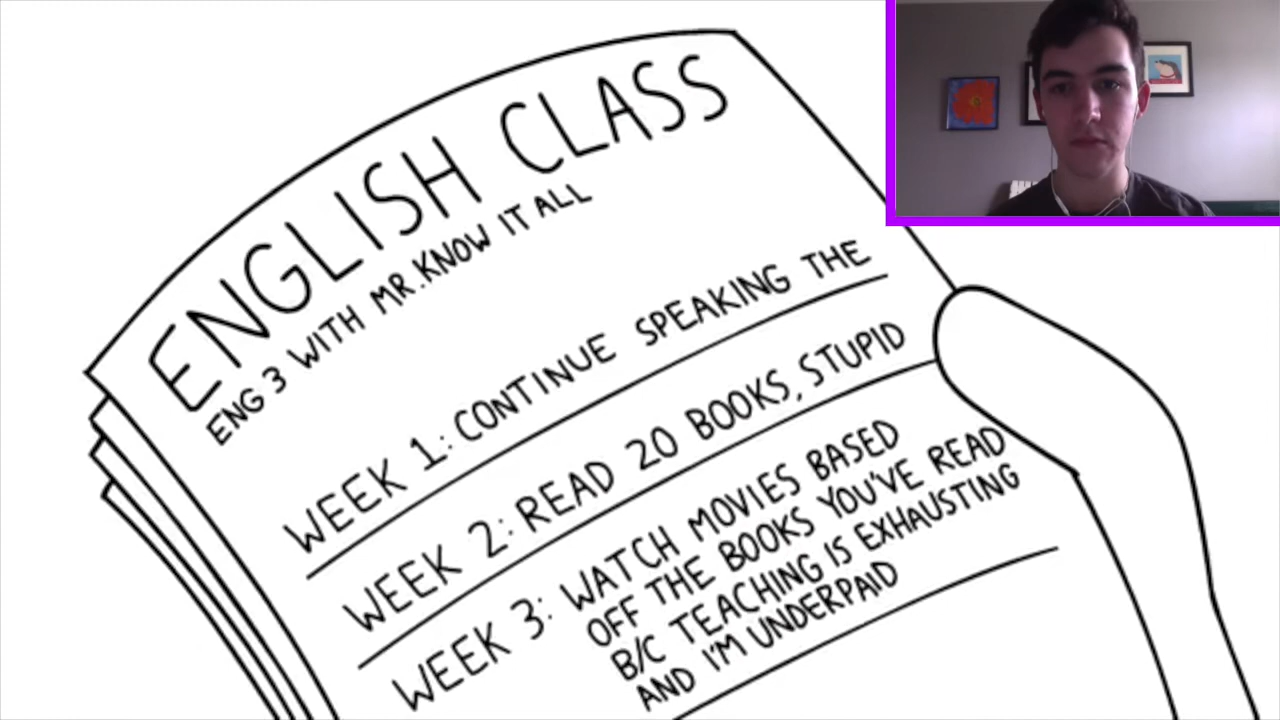 ENGLISH CLASS
ENG 3 WITH MR. KNOW IT ALL
WEEK 1: CONTINUE SPEAKING THE
WEEK 2: READ 20 BOOKS, STUPID
WEEK 3: WATCH MOVIES BASED
OFF THE BOOKS YOU'VE READ
B/C TEACHING IS EXHAUSTING
AND I'M UNDERPAID